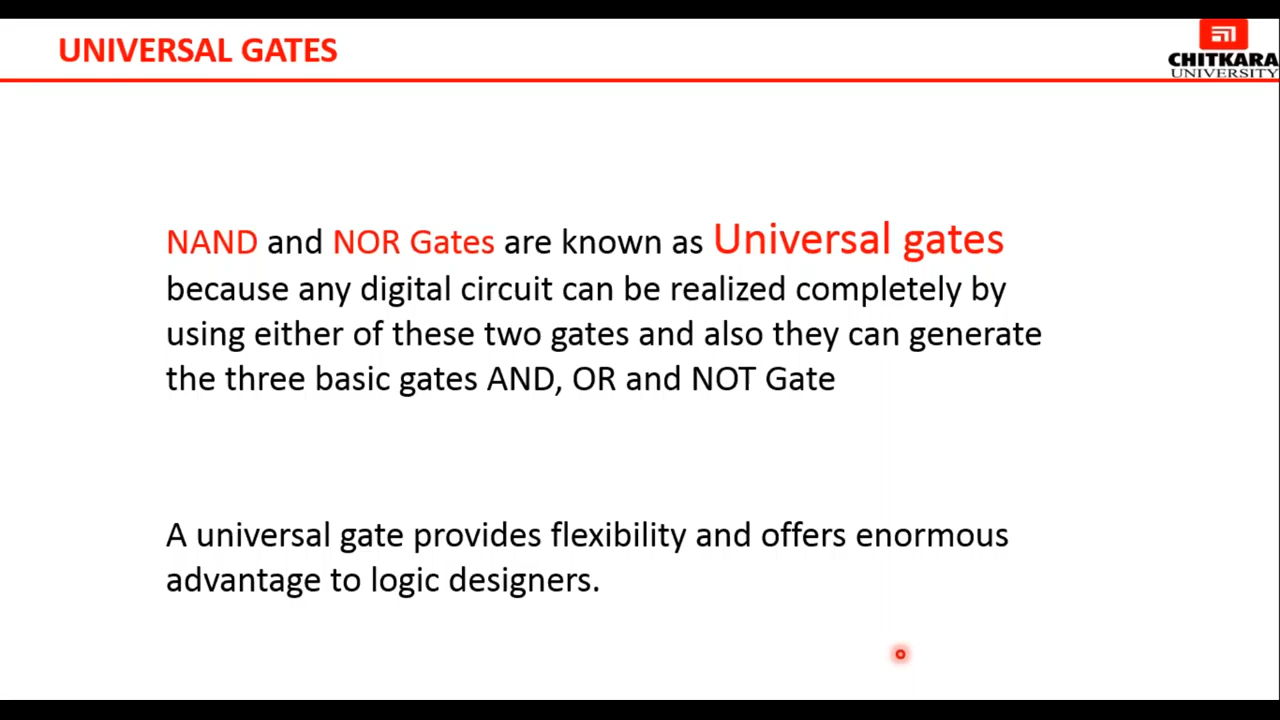 UNIVERSAL GATES
CHITKARA
UNIVERSITY
NAND and NOR Gates are known as Universal gates
because any digital circuit can be realized completely by
using either of these two gates and also they can generate
the three basic gates AND, OR and NOT Gate
A universal gate provides flexibility and offers enormous
advantage to logic designers.